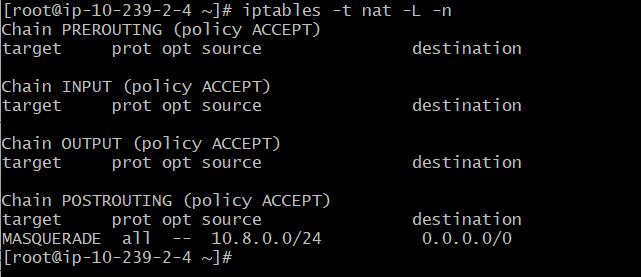 [root@ip-10-239-2-4 ~]# iptables -t nat -L -n
Chain PREROUTING (policy ACCEPT)
target     prot opt source               destination

Chain INPUT (policy ACCEPT)
target     prot opt source               destination

Chain OUTPUT (policy ACCEPT)
target     prot opt source               destination

Chain POSTROUTING (policy ACCEPT)
target     prot opt source               destination
MASQUERADE  all  --  10.8.0.0/24          0.0.0.0/0
[root@ip-10-239-2-4 ~]#